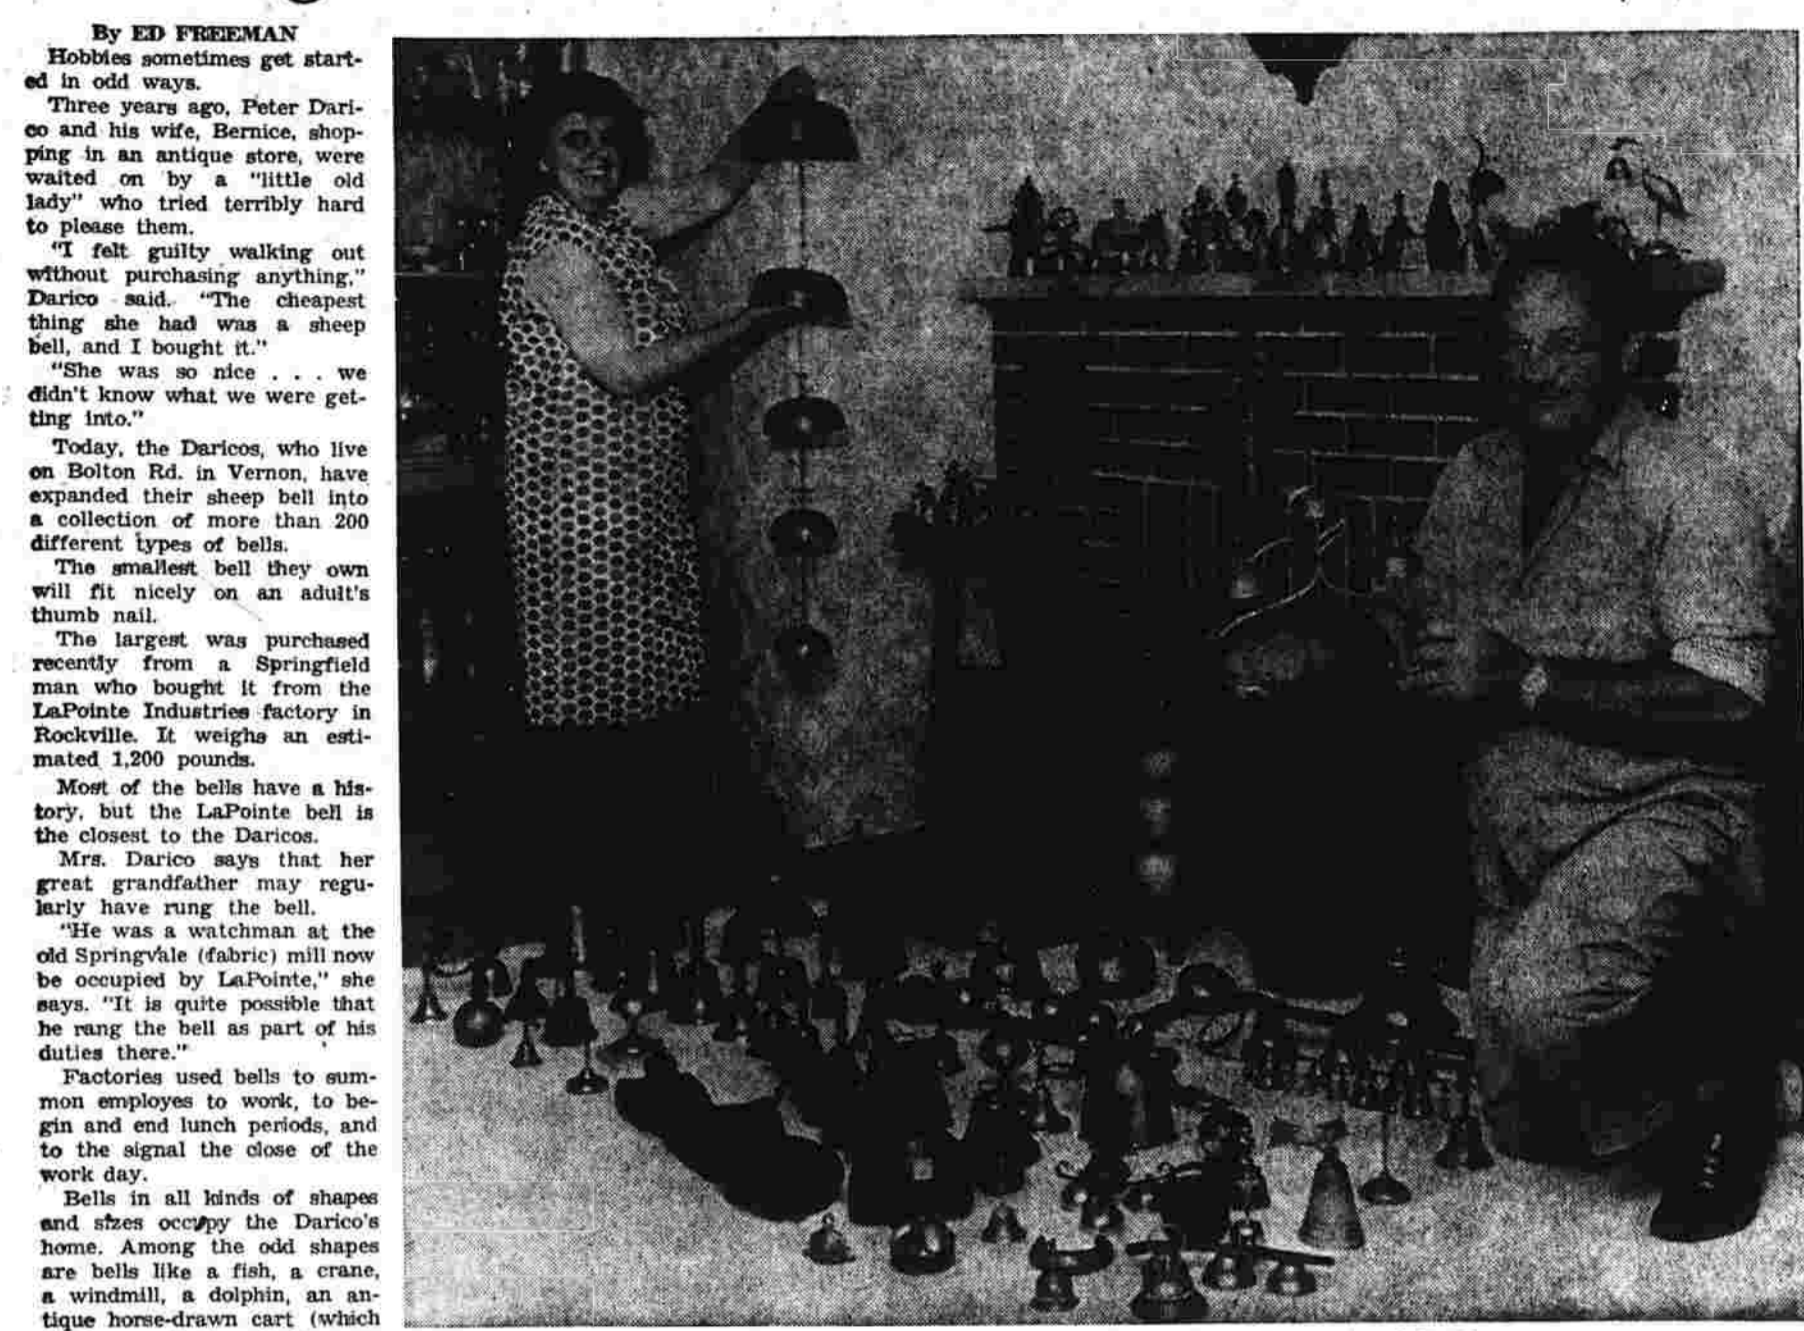 By ED FREEMAN
Hobbies sometimes get start-
ed in odd ways.
Three years ago, Peter Dari-
co and his wife, Bernice, shop-
ping in an antique store, were
waited on by a "little old
lady" who tried terribly hard
to please them.
"I felt guilty walking out
without purchasing anything,"
Darico said. "The cheapest
thing she had was a sheep
bell, and I bought it."
"She was so nice . . . we
didn't know what we were get-
ting into."
Today, the Daricos, who live
on Bolton Rd. in Vernon, have
expanded their sheep bell into
a collection of more than 200
different types of bells.
The smallest bell they own
will fit nicely on an adult's
thumb nail.
The largest was purchased
recently from a Springfield
man who bought it from the
LaPointe Industries factory in
Rockville. It weighs an esti-
mated 1,200 pounds.
Most of the bells have a his-
tory, but the LaPointe bell is
the closest to the Daricos.
Mrs. Darico says that her
great grandfather may regu-
larly have rung the bell.
"He was a watchman at the
old Springvale (fabric) mill now
be occupied by LaPointe," she
says. "It is quite possible that
he rang the bell as part of his
duties there."
Factories used bells to sum-
mon employes to work, to be-
gin and end lunch periods, and
to the signal the close of the
work day.
Bells in all kinds of shapes
and sizes occupy the Darico's
home. Among the odd shapes
are bells like a fish, a crane,
a windmill, a dolphin, an an-
tique horse-drawn cart (which